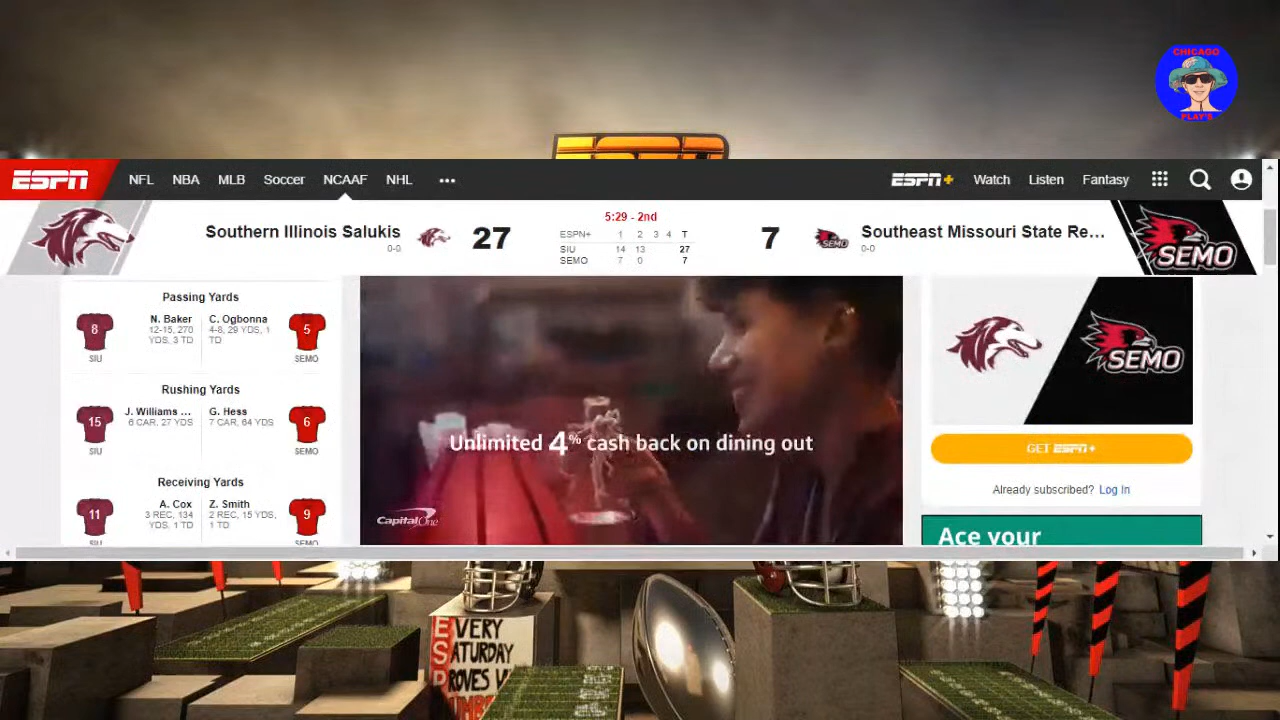 CHICAGO
PLAY'S
ESPN NFL NBA MLB Soccer NCAAF NHL ••• ESPN+ Watch Listen Fantasy
Southern Illinois Salukis
0-0
27
5:29 - 2nd
ESPN+ 1 2 3 4 T
SIU 14 13 27
SEMO 7 0 7
7
Southeast Missouri State Re...
0-0
SEMO
Passing Yards
8
SIU
N. Baker
12-15, 270
YDS, 3 TD
C. Ogbonna
4-8, 29 YDS, 1
TD
5
SEMO
Rushing Yards
15
SIU
J. Williams ...
6 CAR, 27 YDS
G. Hess
7 CAR, 64 YDS
6
SEMO
Receiving Yards
11
SIU
A. Cox
3 REC, 134
YDS, 1 TD
Z. Smith
2 REC, 15 YDS,
1 TD
9
SEMO
Unlimited 4% cash back on dining out
Capital One
SEMO
GET ESPN+
Already subscribed? Log In
Ace your
EVERY
SATURDAY
PROVES